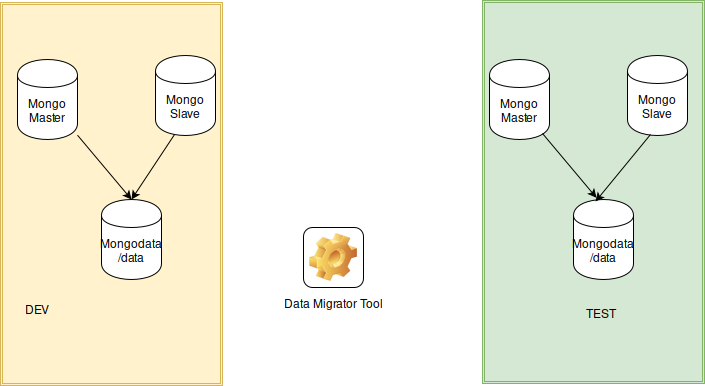 Mongo
Master
Mongo
Slave
Mongodata
/data
DEV
Data Migrator Tool
Mongo
Master
Mongo
Slave
Mongodata
/data
TEST